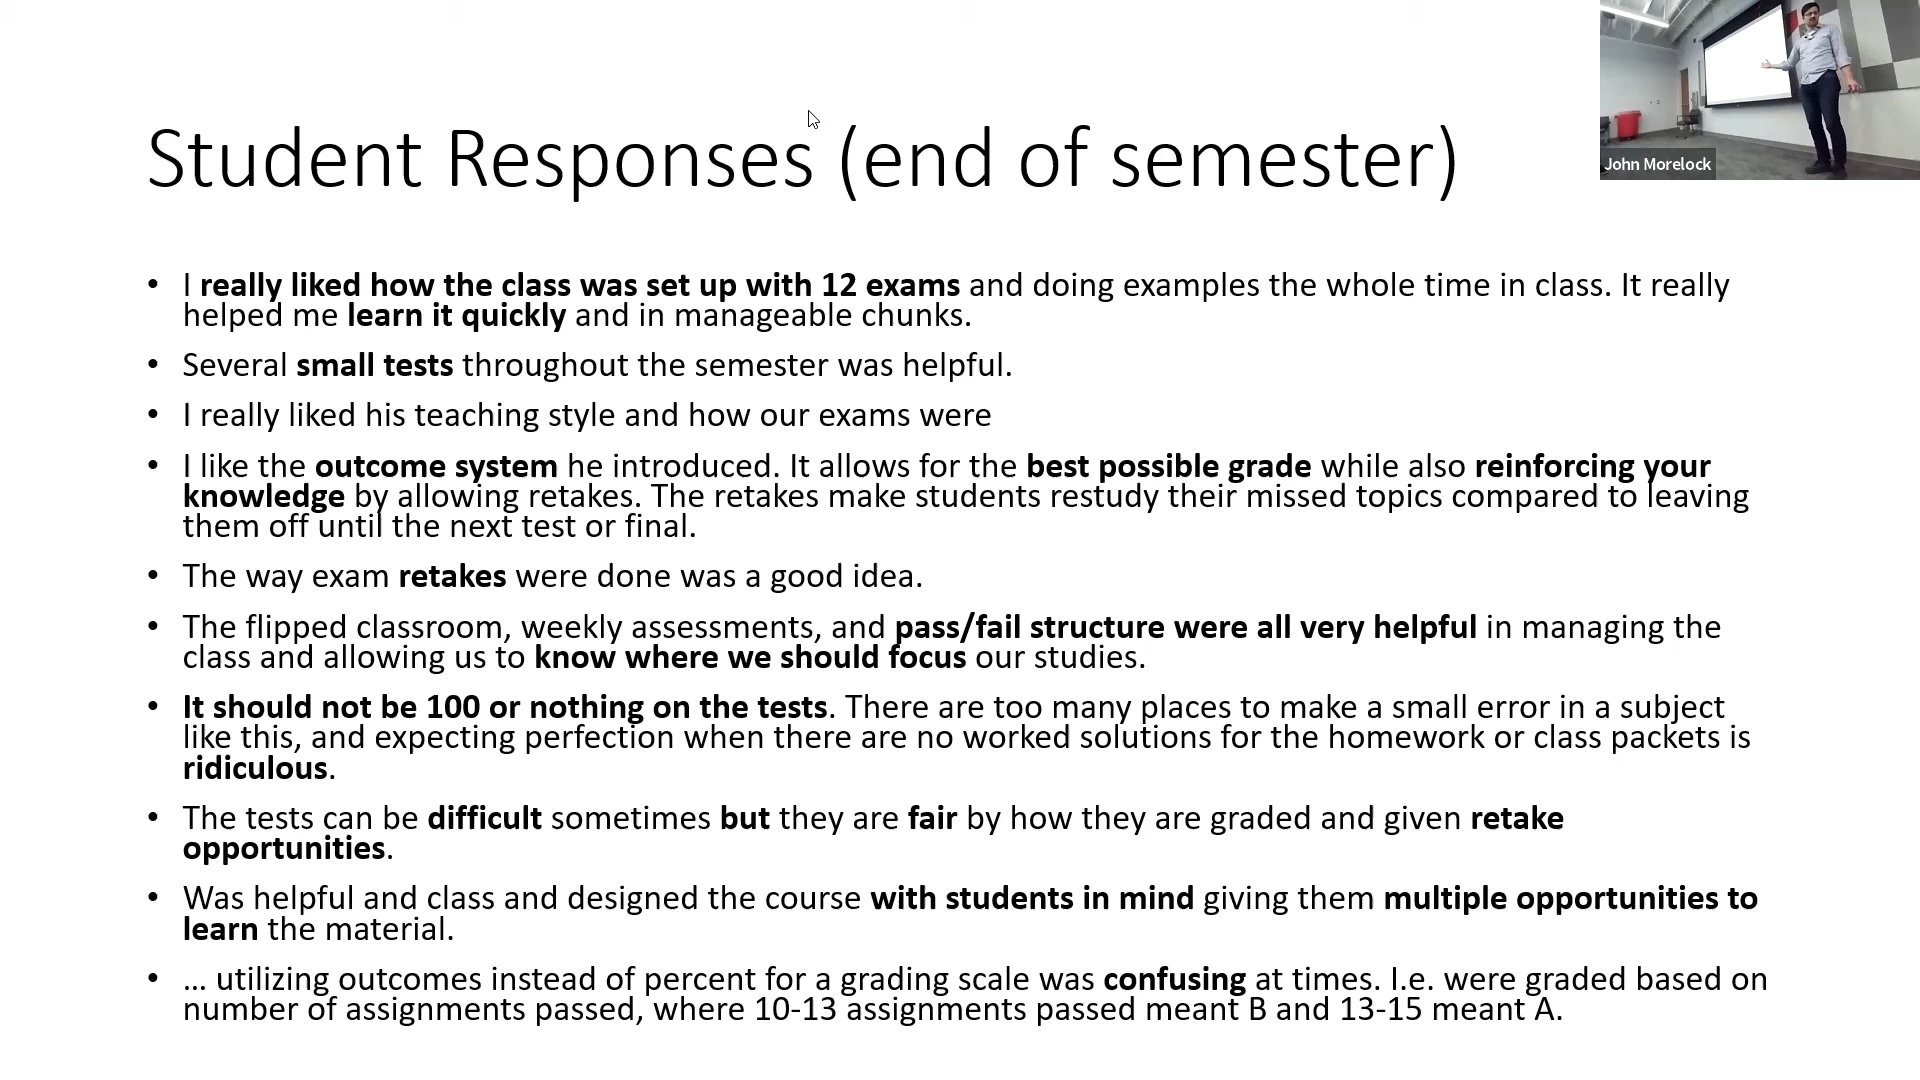 Student Responses (end of semester)
John Morelock
• I really liked how the class was set up with 12 exams and doing examples the whole time in class. It really
helped me learn it quickly and in manageable chunks.
• Several small tests throughout the semester was helpful.
• I really liked his teaching style and how our exams were
• I like the outcome system he introduced. It allows for the best possible grade while also reinforcing your
knowledge by allowing retakes. The retakes make students restudy their missed topics compared to leaving
them off until the next test or final.
• The way exam retakes were done was a good idea.
• The flipped classroom, weekly assessments, and pass/fail structure were all very helpful in managing the
class and allowing us to know where we should focus our studies.
• It should not be 100 or nothing on the tests. There are too many places to make a small error in a subject
like this, and expecting perfection when there are no worked solutions for the homework or class packets is
ridiculous.
• The tests can be difficult sometimes but they are fair by how they are graded and given retake
opportunities.
• Was helpful and class and designed the course with students in mind giving them multiple opportunities to
learn the material.
• … utilizing outcomes instead of percent for a grading scale was confusing at times. I.e. were graded based on
number of assignments passed, where 10-13 assignments passed meant B and 13-15 meant A.